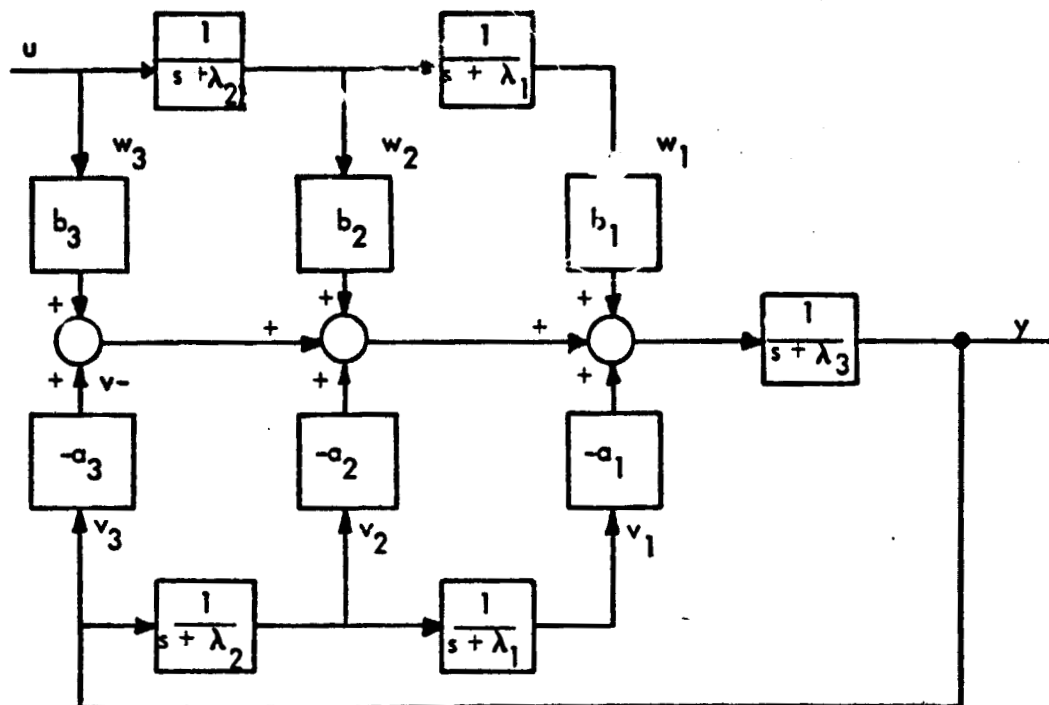 u
1
s + λ2
1
s + λ1
w3
w2
w1
b3
b2
b1
+
+
+
+
+
1
s + λ3
y
+
v-
+
+
-a3
-a2
-a1
v3
v2
v1
1
s + λ2
1
s + λ1